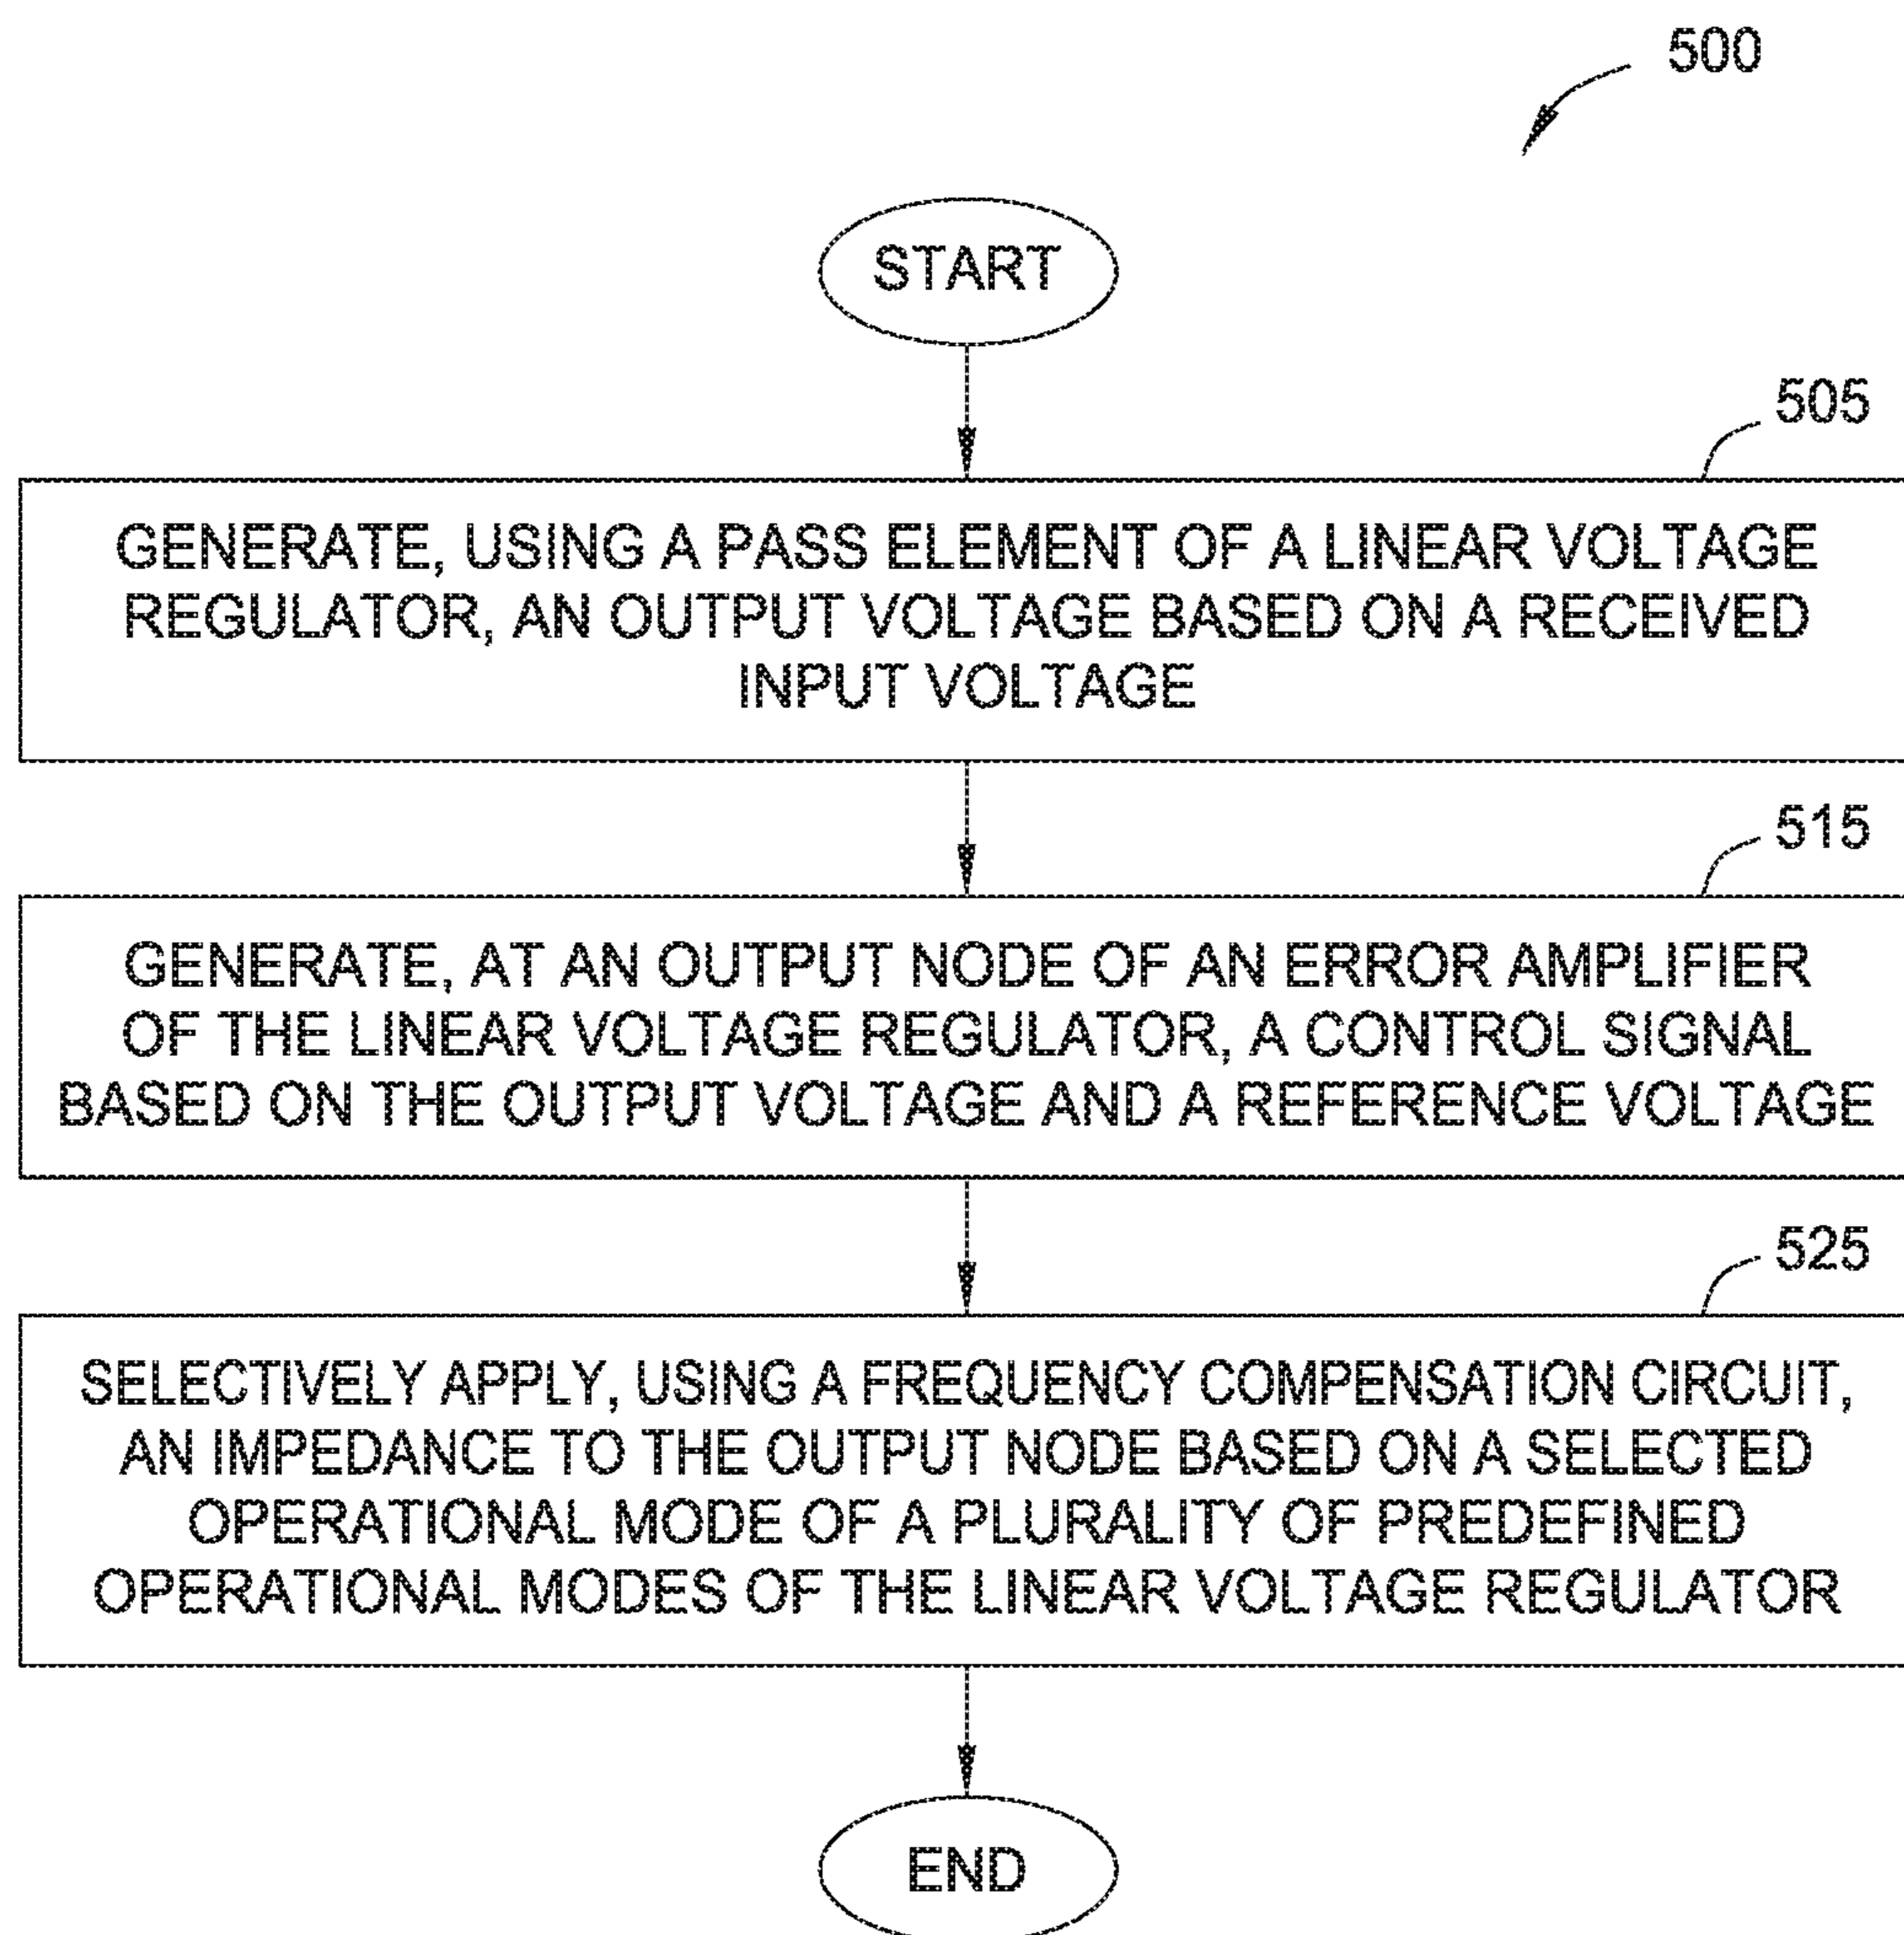 500
START
505
GENERATE, USING A PASS ELEMENT OF A LINEAR VOLTAGE
REGULATOR, AN OUTPUT VOLTAGE BASED ON A RECEIVED
INPUT VOLTAGE
515
GENERATE, AT AN OUTPUT NODE OF AN ERROR AMPLIFIER
OF THE LINEAR VOLTAGE REGULATOR, A CONTROL SIGNAL
BASED ON THE OUTPUT VOLTAGE AND A REFERENCE VOLTAGE
525
SELECTIVELY APPLY, USING A FREQUENCY COMPENSATION CIRCUIT,
AN IMPEDANCE TO THE OUTPUT NODE BASED ON A SELECTED
OPERATIONAL MODE OF A PLURALITY OF PREDEFINED
OPERATIONAL MODES OF THE LINEAR VOLTAGE REGULATOR
END